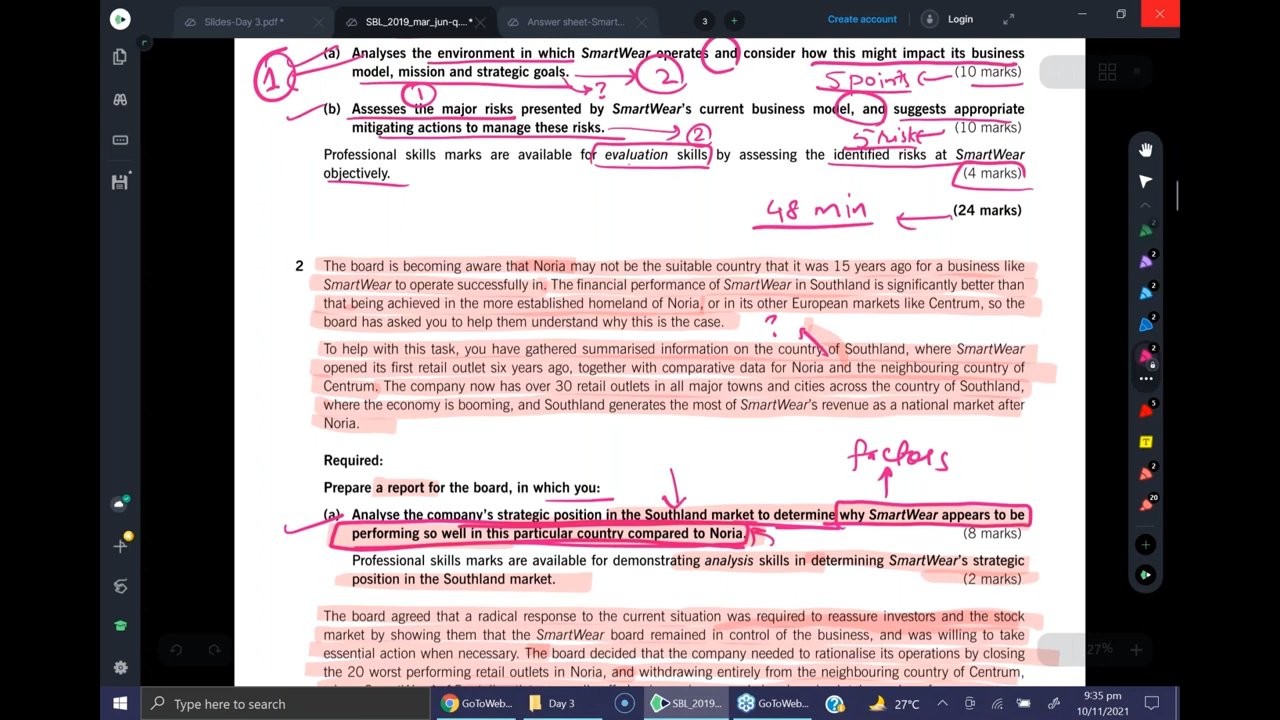 Slides-Day 3.pdf *
SBL_2019_mar_jun-q....*
Answer sheet-Smart...
3
Create account
Login
(a) Analyses the environment in which SmartWear operates and consider how this might impact its business
model, mission and strategic goals.
2
5 points
(10 marks)
1
1
?
(b) Assesses the major risks presented by SmartWear's current business model, and suggests appropriate
mitigating actions to manage these risks.
2
5 risks
(10 marks)
Professional skills marks are available for evaluation skills by assessing the identified risks at SmartWear
objectively.
(4 marks)
48 min
(24 marks)
2 The board is becoming aware that Noria may not be the suitable country that it was 15 years ago for a business like
SmartWear to operate successfully in. The financial performance of SmartWear in Southland is significantly better than
that being achieved in the more established homeland of Noria, or in its other European markets like Centrum, so the
board has asked you to help them understand why this is the case.
?
To help with this task, you have gathered summarised information on the country of Southland, where SmartWear
opened its first retail outlet six years ago, together with comparative data for Noria and the neighbouring country of
Centrum. The company now has over 30 retail outlets in all major towns and cities across the country of Southland,
where the economy is booming, and Southland generates the most of SmartWear's revenue as a national market after
Noria.
factors
Required:
Prepare a report for the board, in which you:
(a) Analyse the company's strategic position in the Southland market to determine why SmartWear appears to be
performing so well in this particular country compared to Noria.
(8 marks)
Professional skills marks are available for demonstrating analysis skills in determining SmartWear's strategic
position in the Southland market.
(2 marks)
The board agreed that a radical response to the current situation was required to reassure investors and the stock
market by showing them that the SmartWear board remained in control of the business, and was willing to take
essential action when necessary. The board decided that the company needed to rationalise its operations by closing
the 20 worst performing retail outlets in Noria, and withdrawing entirely from the neighbouring country of Centrum,
27%
2
2
2
2
2
5
T
2
20
Type here to search
GoToWeb...
Day 3
SBL_2019...
GoToWeb...
27°C
9:35 pm
10/11/2021